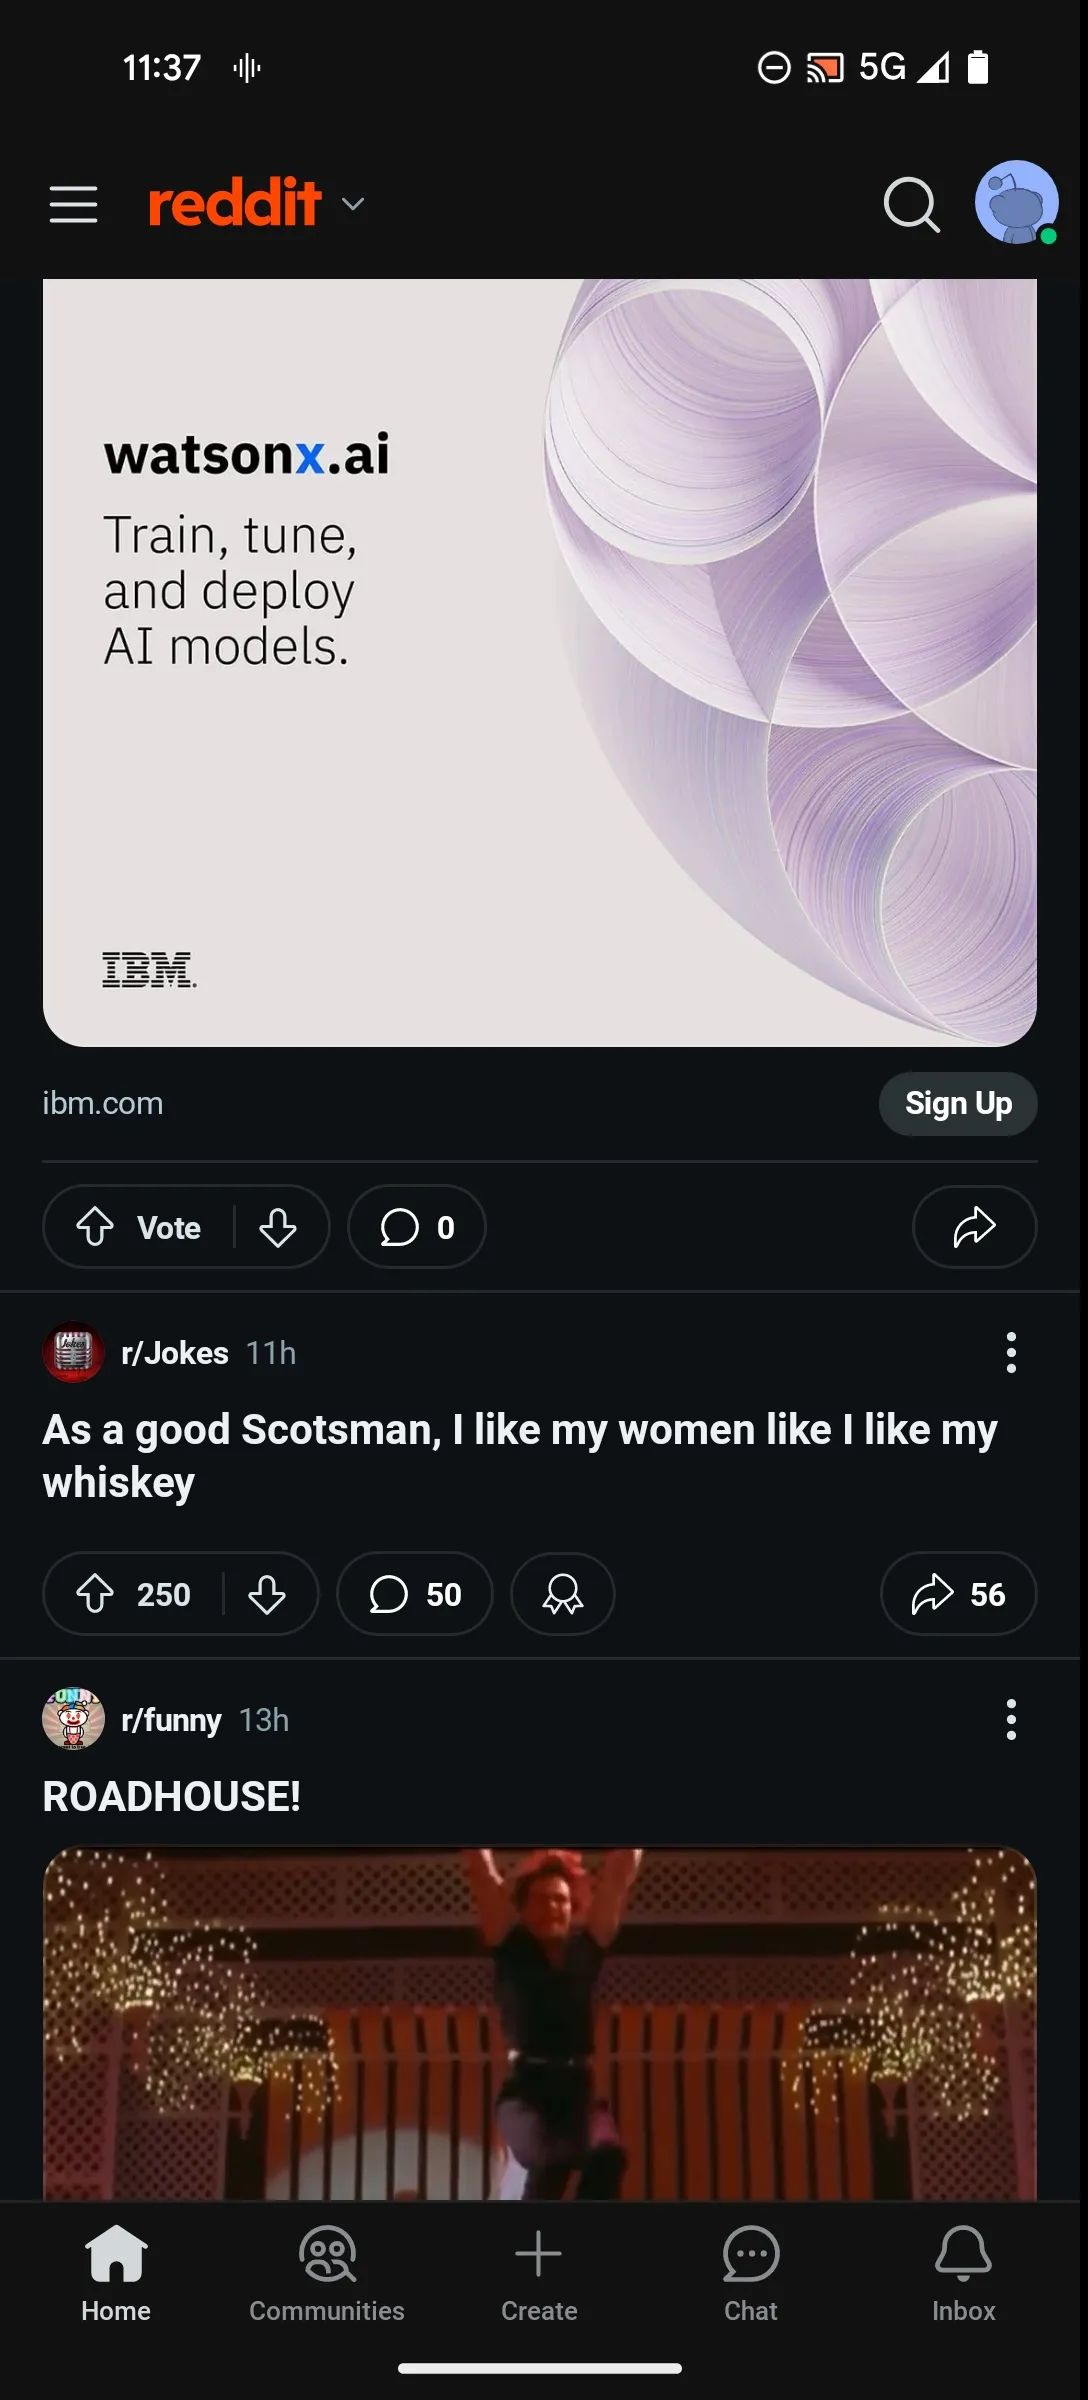 11:37
5G
reddit
watsonx.ai
Train, tune,
and deploy
AI models.
IBM.
ibm.com
Sign Up
Vote
0
r/Jokes 11h
As a good Scotsman, I like my women like I like my
whiskey
250
50
56
r/funny 13h
ROADHOUSE!
Home
Communities
Create
Chat
Inbox